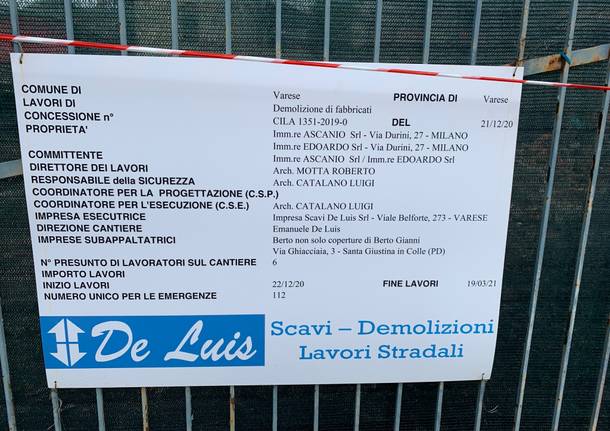 COMUNE DI Varese PROVINCIA DI Varese
LAVORI DI Demolizione di fabbricati
CONCESSIONE n° CILA 1351-2019-0 DEL 21/12/20
PROPRIETA' Imm.re ASCANIO Srl - Via Durini, 27 - MILANO
Imm.re EDOARDO Srl - Via Durini, 27 - MILANO
COMMITTENTE Imm.re ASCANIO Srl / Imm.re EDOARDO Srl
DIRETTORE DEI LAVORI Arch. MOTTA ROBERTO
RESPONSABILE della SICUREZZA Arch. CATALANO LUIGI
COORDINATORE PER LA PROGETTAZIONE (C.S.P.)
COORDINATORE PER L'ESECUZIONE (C.S.E.) Arch. CATALANO LUIGI
IMPRESA ESECUTRICE Impresa Scavi De Luis Srl - Viale Belforte, 273 - VARESE
DIREZIONE CANTIERE Emanuele De Luis
IMPRESE SUBAPPALTATRICI Berto non solo coperture di Berto Gianni
Via Ghiacciaia, 3 - Santa Giustina in Colle (PD)
N° PRESUNTO DI LAVORATORI SUL CANTIERE 6
IMPORTO LAVORI
INIZIO LAVORI 22/12/20 FINE LAVORI 19/03/21
NUMERO UNICO PER LE EMERGENZE 112
De Luis Scavi – Demolizioni
Lavori Stradali